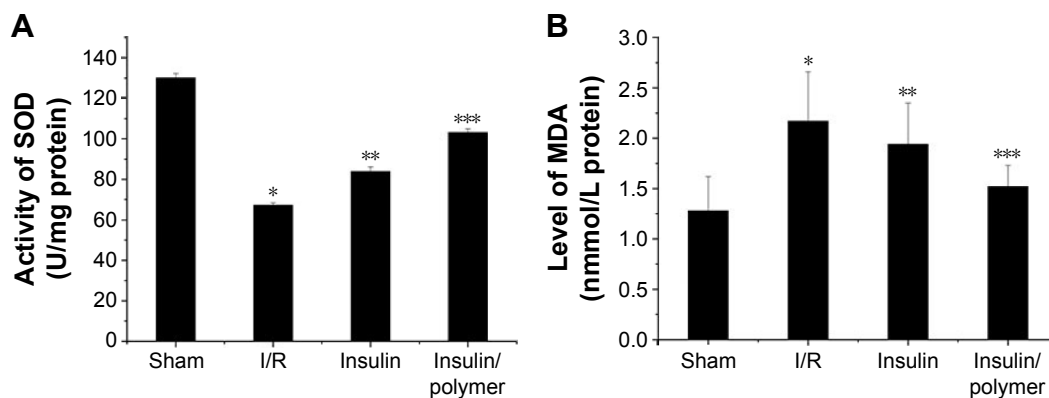 A
Activity of SOD
(U/mg protein)
140
120
100
80
60
40
20
0
*
**
***
Sham
I/R
Insulin
Insulin/
polymer
B
Level of MDA
(nmmol/L protein)
3.0
2.5
2.0
1.5
1.0
0.5
0.0
*
**
***
Sham
I/R
Insulin
Insulin/
polymer